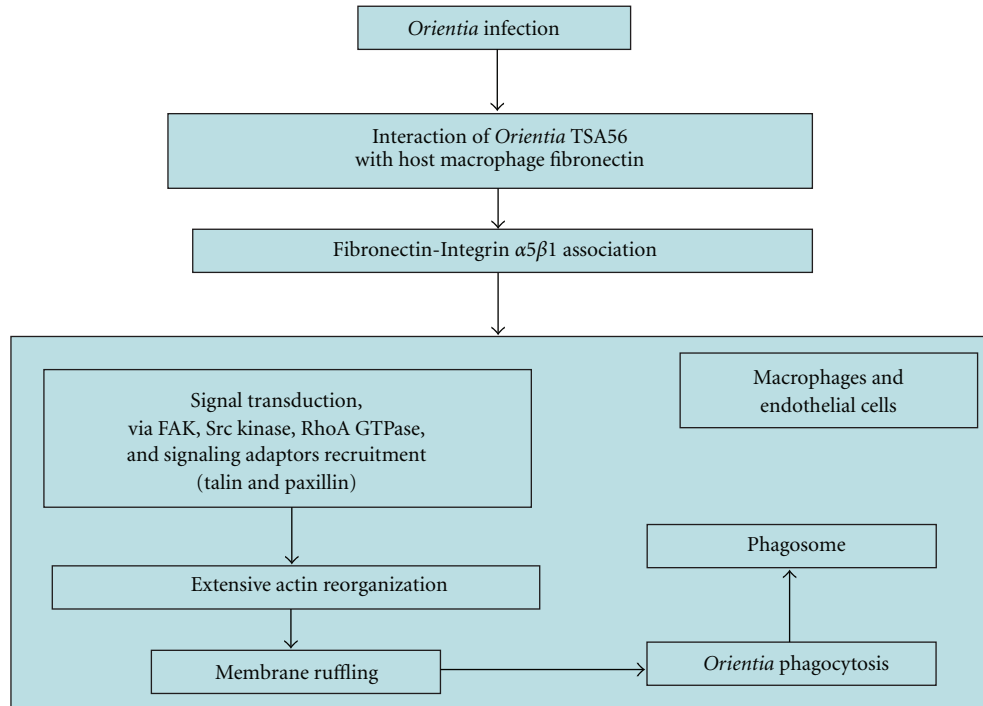 Orientia infection
Interaction of Orientia TSA56
with host macrophage fibronectin
Fibronectin-Integrin α5β1 association
Macrophages and
endothelial cells
Signal transduction,
via FAK, Src kinase, RhoA GTPase,
and signaling adaptors recruitment
(talin and paxillin)
Extensive actin reorganization
Membrane ruffling
Orientia phagocytosis
Phagosome